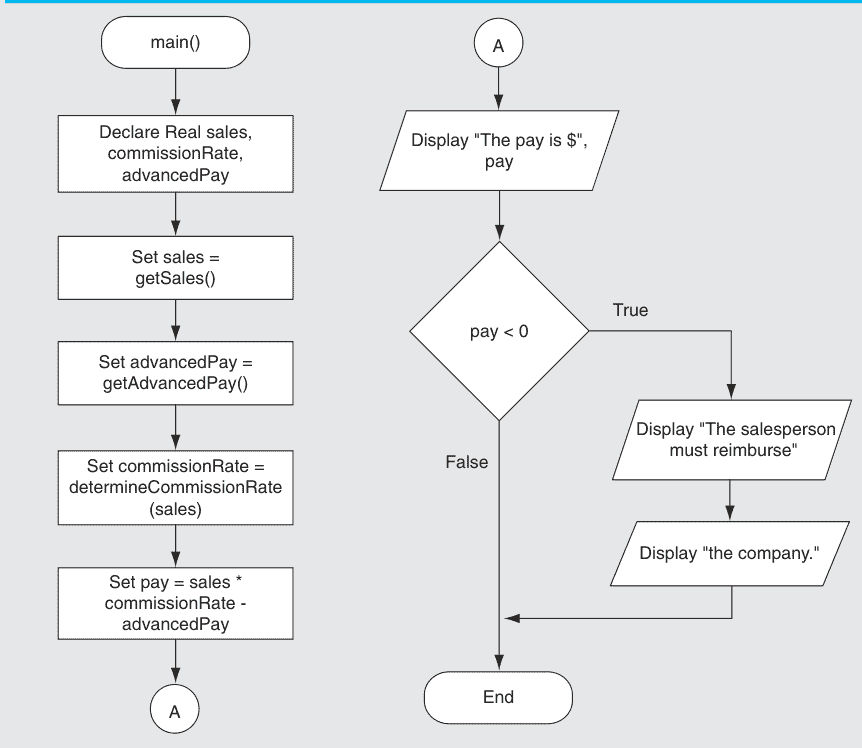 main()
Declare Real sales,
commissionRate,
advancedPay
Set sales =
getSales()
Set advancedPay =
getAdvancedPay()
Set commissionRate =
determineCommissionRate
(sales)
Set pay = sales *
commissionRate -
advancedPay
A
A
Display "The pay is $",
pay
pay < 0
True
False
Display "The salesperson
must reimburse"
Display "the company."
End